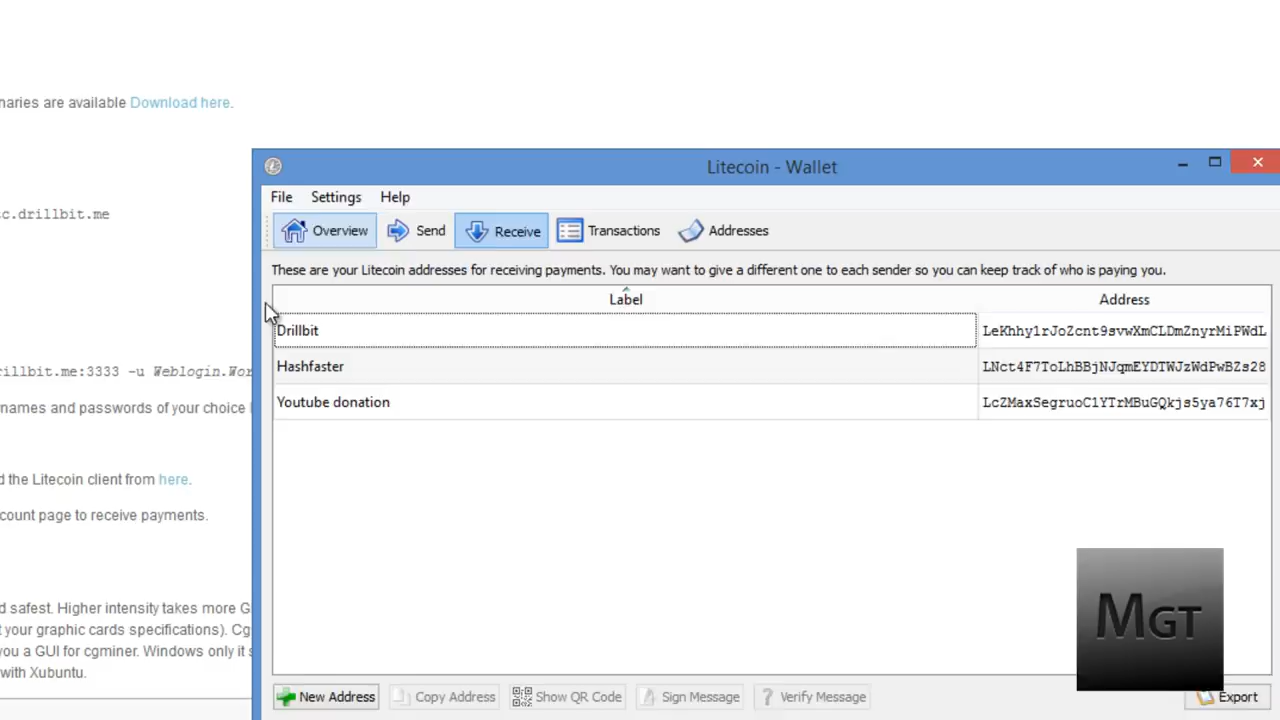 naries are available Download here.
Litecoin - Wallet
File Settings Help
c.drillbit.me
Overview Send Receive Transactions Addresses
These are your Litecoin addresses for receiving payments. You may want to give a different one to each sender so you can keep track of who is paying you.
Label Address
Drillbit LeKhhy1rJoZcnt9svwXmCLDmZnyrMiPWdL
Hashfaster LNct4F7ToLhBBjNJqmEYDTWJzWdPwBZs28
rillbit.me:3333 -u Weblogin.Wor
Youtube donation LcZMaxSegruoC1YTrMBuGQkjs5ya76T7xj
names and passwords of your choice
d the Litecoin client from here.
count page to receive payments.
d safest. Higher intensity takes more G
t your graphic cards specifications). Cg
you a GUI for cgminer. Windows only it s
with Xubuntu.
MGT
New Address Copy Address Show QR Code Sign Message ? Verify Message Export